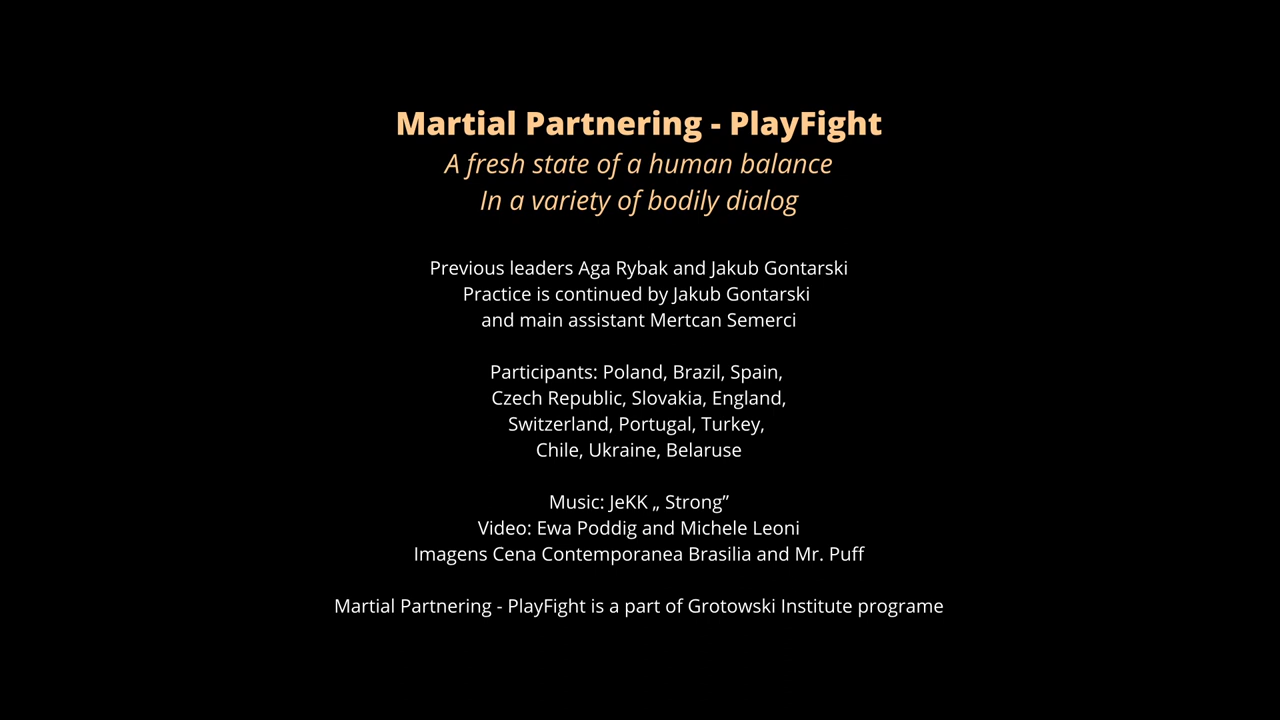 Martial Partnering - PlayFight
A fresh state of a human balance
In a variety of bodily dialog
Previous leaders Aga Rybak and Jakub Gontarski
Practice is continued by Jakub Gontarski
and main assistant Mertcan Semerci
Participants: Poland, Brazil, Spain,
Czech Republic, Slovakia, England,
Switzerland, Portugal, Turkey,
Chile, Ukraine, Belaruse
Music: JeKK „ Strong”
Video: Ewa Poddig and Michele Leoni
Imagens Cena Contemporanea Brasilia and Mr. Puff
Martial Partnering - PlayFight is a part of Grotowski Institute programe